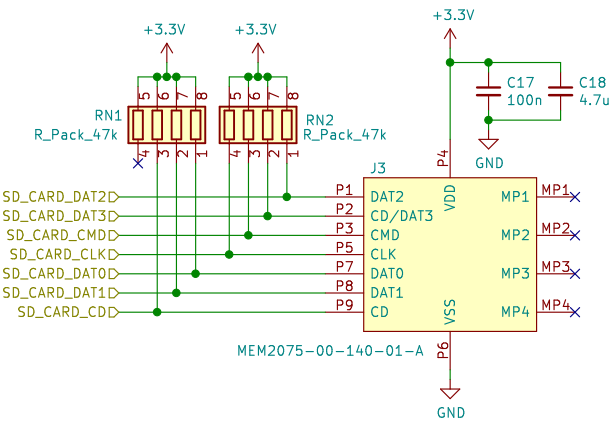 +3.3V
+3.3V +3.3V
C17 C18
100n 4.7u
5 6 7 8 5 6 7 8
RN1 RN2
R_Pack_47k R_Pack_47k
4 3 2 1 4 3 2 1
GND
P4
J3
SD_CARD_DAT2 P1 DAT2 VDD MP1 MP1
SD_CARD_DAT3 P2 CD/DAT3
SD_CARD_CMD P3 CMD MP2 MP2
SD_CARD_CLK P5 CLK
SD_CARD_DAT0 P7 DAT0 MP3 MP3
SD_CARD_DAT1 P8 DAT1
SD_CARD_CD P9 CD VSS MP4 MP4
MEM2075-00-140-01-A P6
GND